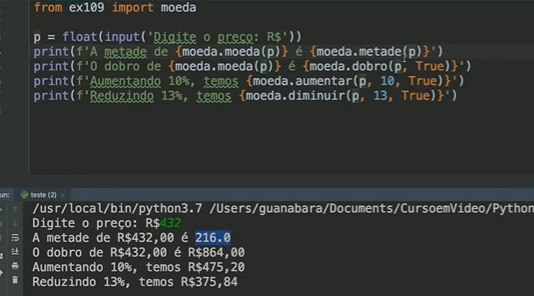 from ex109 import moeda
p = float(input('Digite o preço: R$'))
print(f'A metade de {moeda.moeda(p)} é {moeda.metade(p)}')
print(f'O dobro de {moeda.moeda(p)} é {moeda.dobro(p, True)}')
print(f'Aumentando 10%, temos {moeda.aumentar(p, 10, True)}')
print(f'Reduzindo 13%, temos {moeda.diminuir(p, 13, True)}')
un:
teste (2) ×
/usr/local/bin/python3.7 /Users/guanabara/Documents/CursoemVideo/Python
Digite o preço: R$432
A metade de R$432,00 é 216.0
O dobro de R$432,00 é R$864,00
Aumentando 10%, temos R$475,20
Reduzindo 13%, temos R$375,84